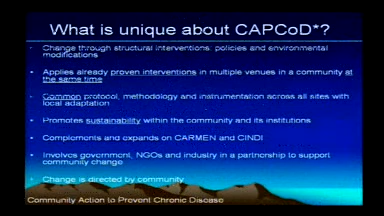 What is unique about CAPCoD*?
- Change through structural interventions: policies and environmental
modifications
• Applies already proven interventions in multiple venues in a community at
the same time
• Common protocol, methodology and instrumentation across all sites with
local adaptation
• Promotes sustainability within the community and its institutions
• Complements and expands on CARMEN and CINDI
• Involves government, NGOs and industry in a partnership to support
community change
• Change is directed by community
Community Action to Prevent Chronic Disease